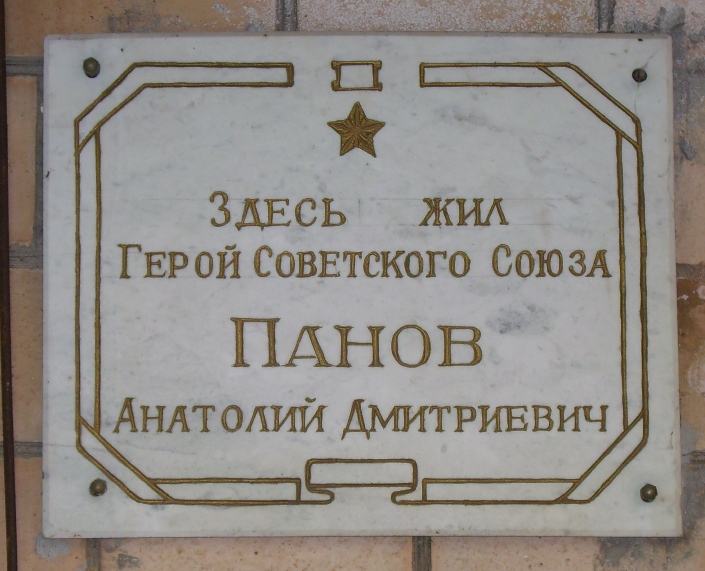 Здесь жил
Герой Советского Союза
Панов
Анатолий Дмитриевич